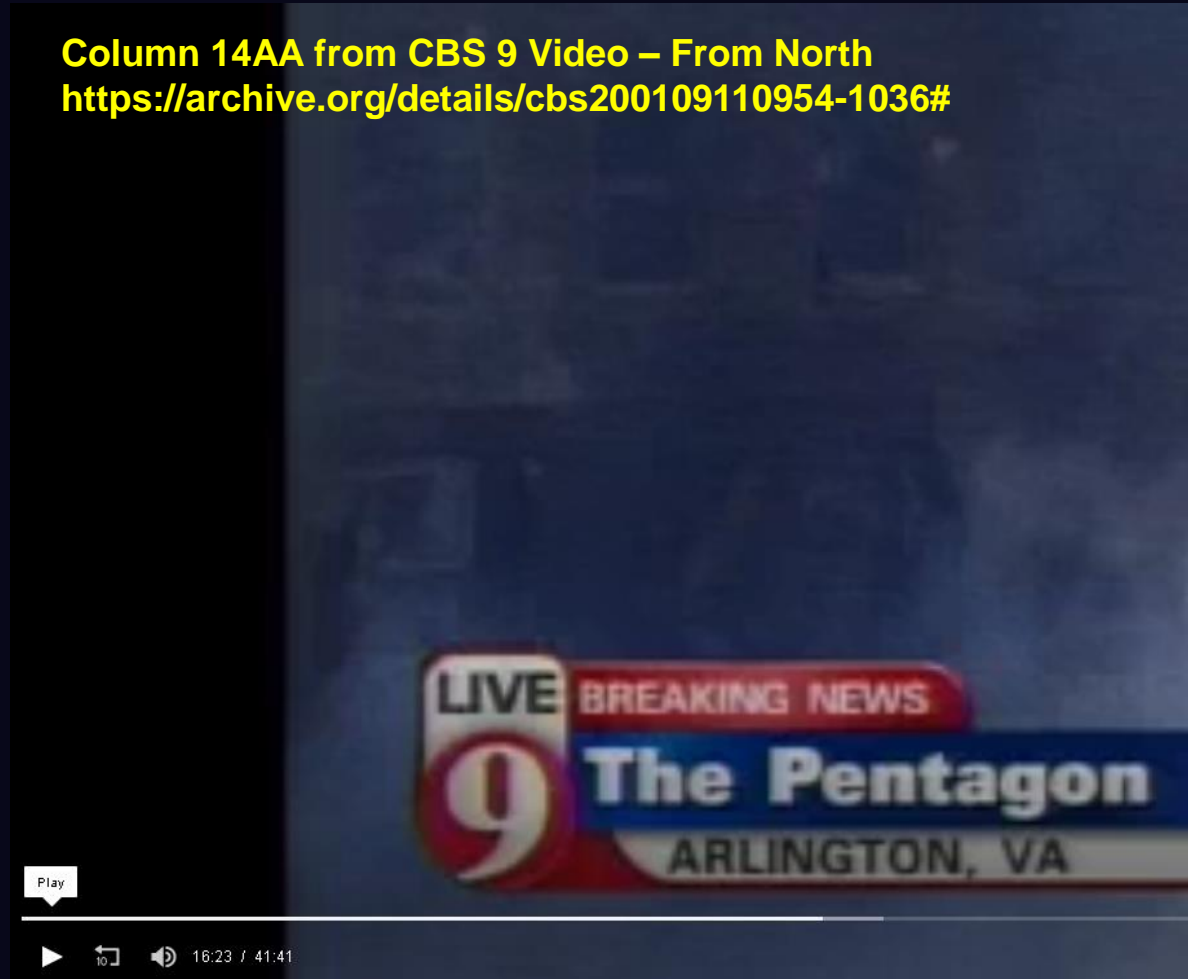 Column 14AA from CBS 9 Video – From North
https://archive.org/details/cbs200109110954-1036#
LIVE BREAKING NEWS
9 The Pentagon
ARLINGTON, VA
Play
10 16:23 / 41:41